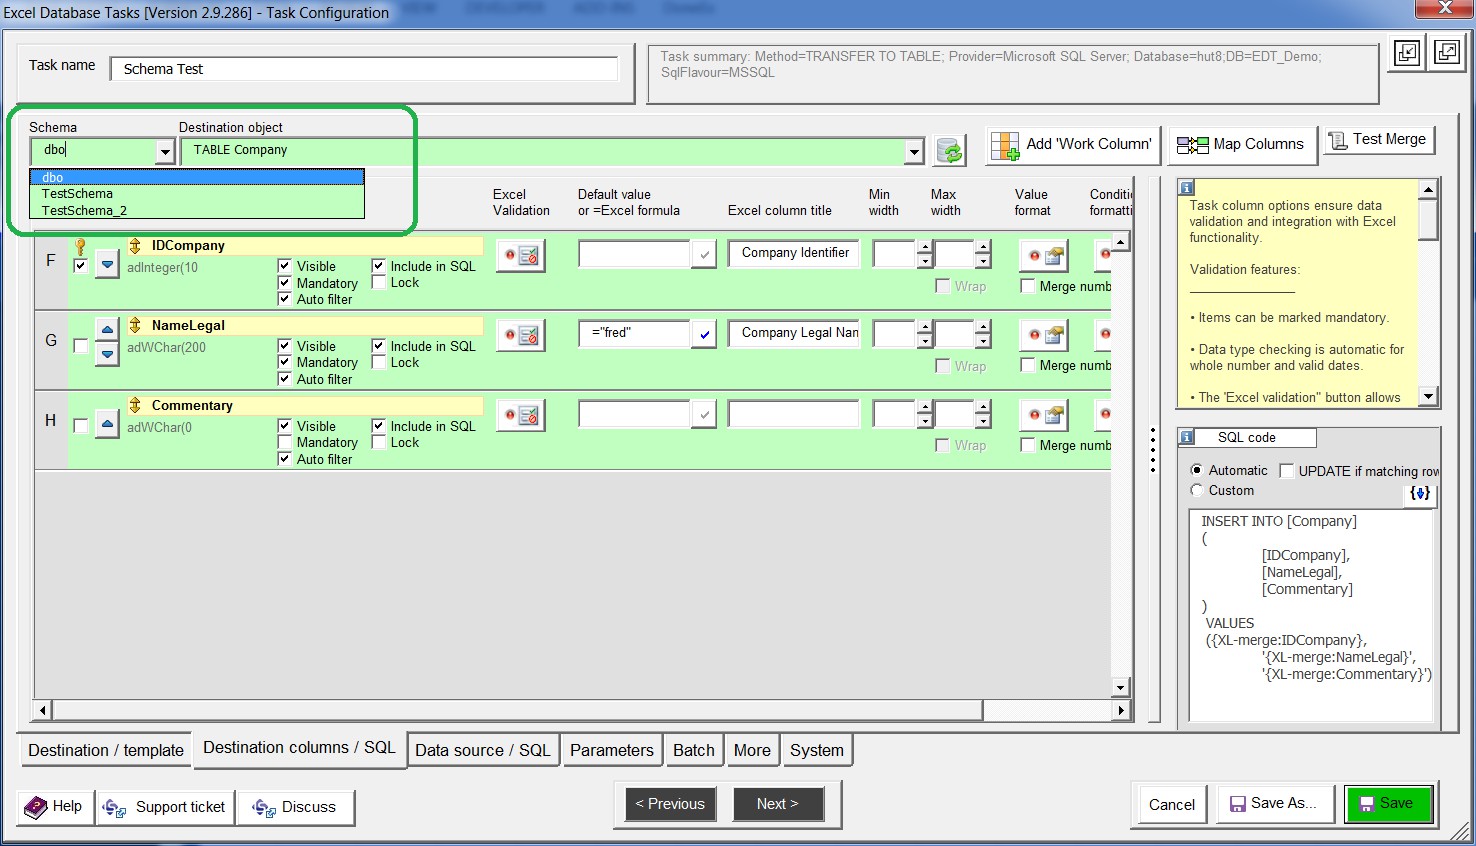 VIEW DEVELOPER ADD-INS
Excel Database Tasks [Version 2.9.286] - Task Configuration
Task name
Schema Test
Task summary: Method=TRANSFER TO TABLE; Provider=Microsoft SQL Server; Database=hut8;DB=EDT_Demo;
SqlFlavour=MSSQL
Schema
Destination object
dbo
TABLE Company
Add 'Work Column'
Map Columns
Test Merge
dbo
TestSchema
TestSchema_2
Excel
Validation
Default value
or =Excel formula
Excel column title
Min
width
Max
width
Value
format
Conditic
formatti
F
IDCompany
adInteger(10
Visible
Mandatory
Auto filter
Include in SQL
Lock
Company Identifier
Wrap
Merge numb
G
NameLegal
adWChar(200
Visible
Mandatory
Auto filter
Include in SQL
Lock
="fred"
Company Legal Nan
Wrap
Merge numb
H
Commentary
adWChar(0
Visible
Mandatory
Auto filter
Include in SQL
Lock
Wrap
Merge numb
Task column options ensure data
validation and integration with Excel
functionality.
Validation features:
• Items can be marked mandatory.
• Data type checking is automatic for
whole number and valid dates.
• The 'Excel validation" button allows
SQL code
Automatic
UPDATE if matching row
Custom
INSERT INTO [Company]
(
[IDCompany],
[NameLegal],
[Commentary]
)
VALUES
({XL-merge:IDCompany},
'{XL-merge:NameLegal}',
'{XL-merge:Commentary}')
Destination / template
Destination columns / SQL
Data source / SQL
Parameters
Batch
More
System
Help
Support ticket
Discuss
< Previous
Next >
Cancel
Save As...
Save